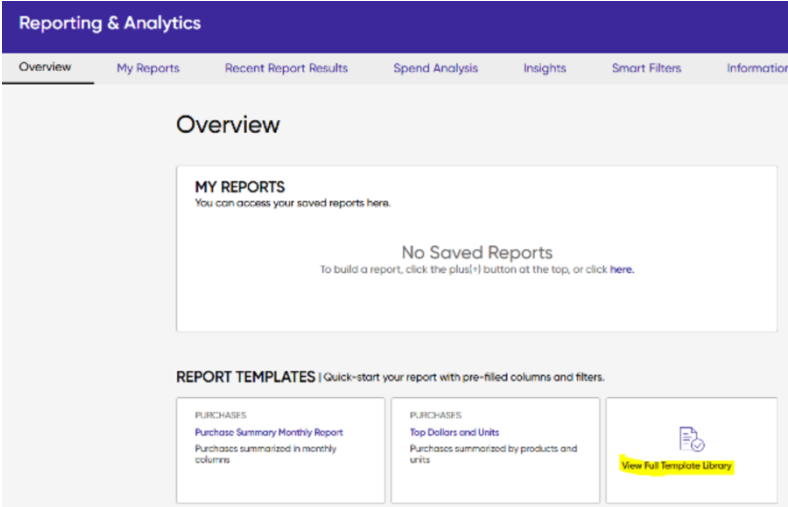 Reporting & Analytics
Overview My Reports Recent Report Results Spend Analysis Insights Smart Filters Information
Overview
MY REPORTS
You can access your saved reports here.
No Saved Reports
To build a report, click the plus(+) button at the top, or click here.
REPORT TEMPLATES | Quick-start your report with pre-filled columns and filters.
PURCHASES
Purchase Summary Monthly Report
Purchases summarized in monthly
columns
PURCHASES
Top Dollars and Units
Purchases summarized by products and
units
View Full Template Library